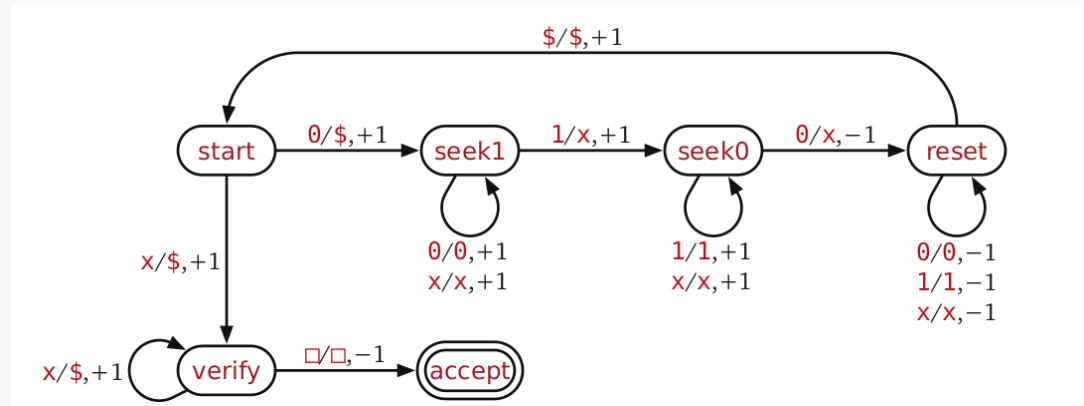 $/$,+1
start
0/$,+1
seek1
1/x,+1
seek0
0/x,−1
reset
x/$,+1
0/0,+1
x/x,+1
1/1,+1
x/x,+1
0/0,−1
1/1,−1
x/x,−1
x/$,+1
verify
□/□,−1
accept